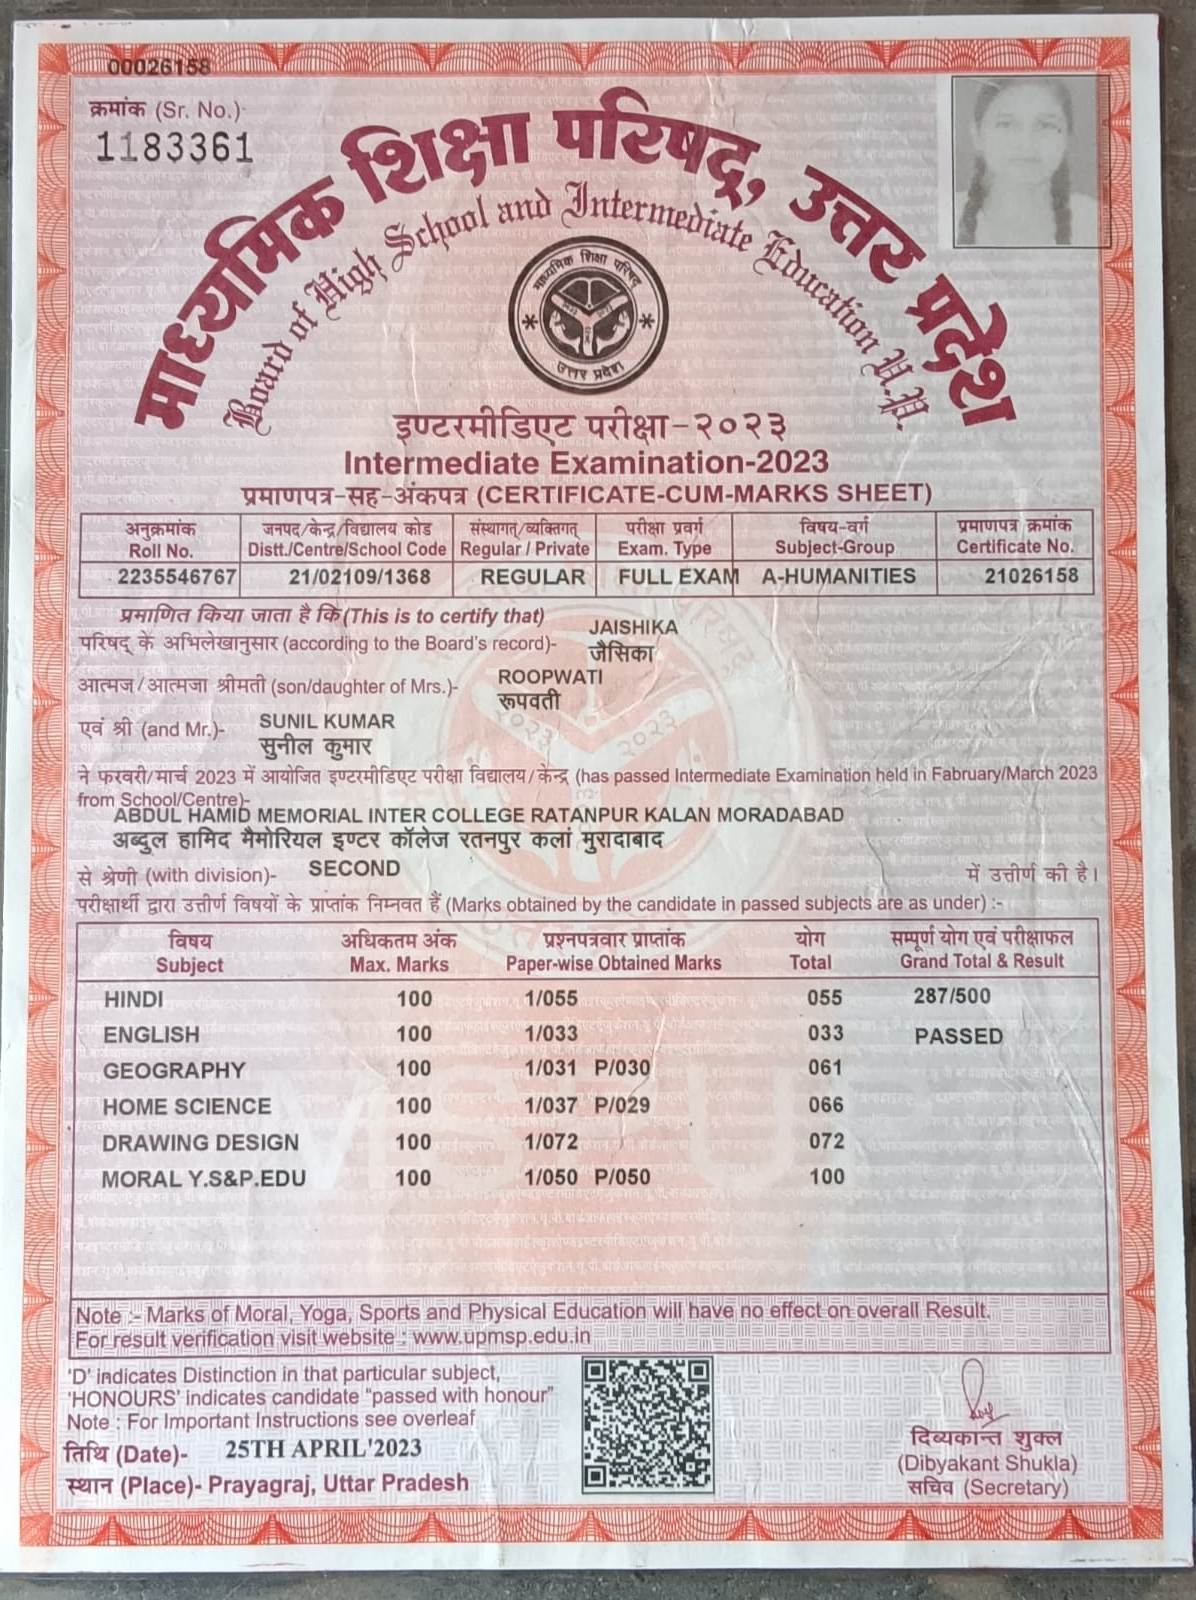 00026158
क्रमांक (Sr. No.)-
1183361
माध्यमिक शिक्षा परिषद्, उत्तर प्रदेश
Board of High School and Intermediate Education U.P.
माध्यमिक शिक्षा परिषद्
उत्तर प्रदेश
इण्टरमीडिएट परीक्षा-२०२३
Intermediate Examination-2023
प्रमाणपत्र-सह-अंकपत्र (CERTIFICATE-CUM-MARKS SHEET)
अनुक्रमांक जनपद/केन्द्र/विद्यालय कोड संस्थागत/व्यक्तिगत परीक्षा प्रवर्ग विषय-वर्ग प्रमाणपत्र क्रमांक
Roll No. Distt./Centre/School Code Regular / Private Exam. Type Subject-Group Certificate No.
2235546767 21/02109/1368 REGULAR FULL EXAM A-HUMANITIES 21026158
प्रमाणित किया जाता है कि (This is to certify that)
JAISHIKA
परिषद् के अभिलेखानुसार (according to the Board's record)- जैसिका
ROOPWATI
आत्मज/आत्मजा श्रीमती (son/daughter of Mrs.)- रूपवती
SUNIL KUMAR
एवं श्री (and Mr.)- सुनील कुमार
ने फरवरी/मार्च 2023 में आयोजित इण्टरमीडिएट परीक्षा विद्यालय/केन्द्र (has passed Intermediate Examination held in Fabruary/March 2023
from School/Centre)-
ABDUL HAMID MEMORIAL INTER COLLEGE RATANPUR KALAN MORADABAD
अब्दुल हामिद मैमोरियल इण्टर कॉलेज रतनपुर कलां मुरादाबाद
से श्रेणी (with division)- SECOND में उत्तीर्ण की है।
परीक्षार्थी द्वारा उत्तीर्ण विषयों के प्राप्तांक निम्नवत हैं (Marks obtained by the candidate in passed subjects are as under) :-
विषय अधिकतम अंक प्रश्नपत्रवार प्राप्तांक योग सम्पूर्ण योग एवं परीक्षाफल
Subject Max. Marks Paper-wise Obtained Marks Total Grand Total & Result
HINDI 100 1/055 055 287/500
ENGLISH 100 1/033 033 PASSED
GEOGRAPHY 100 1/031 P/030 061
HOME SCIENCE 100 1/037 P/029 066
DRAWING DESIGN 100 1/072 072
MORAL Y.S&P.EDU 100 1/050 P/050 100
Note :- Marks of Moral, Yoga, Sports and Physical Education will have no effect on overall Result.
For result verification visit website : www.upmsp.edu.in
'D' indicates Distinction in that particular subject,
'HONOURS' indicates candidate "passed with honour"
Note : For Important Instructions see overleaf
तिथि (Date)- 25TH APRIL'2023
स्थान (Place)- Prayagraj, Uttar Pradesh
दिव्यकान्त शुक्ल
(Dibyakant Shukla)
सचिव (Secretary)